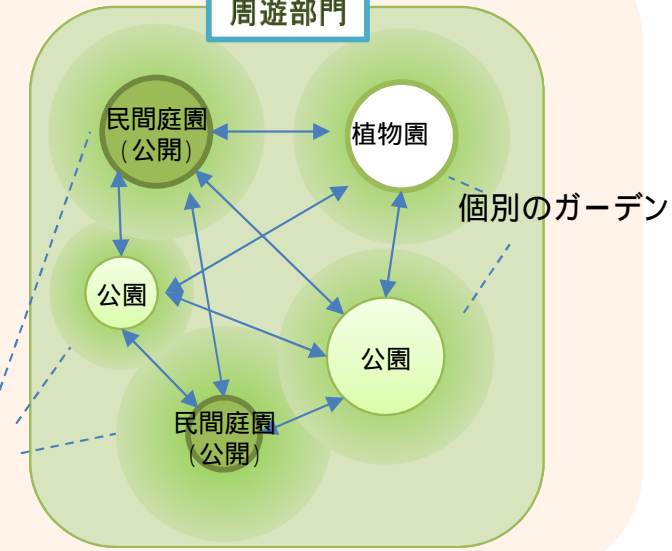 周遊部門
民間庭園
(公開)
植物園
個別のガーデン
公園
公園
民間庭園
(公開)